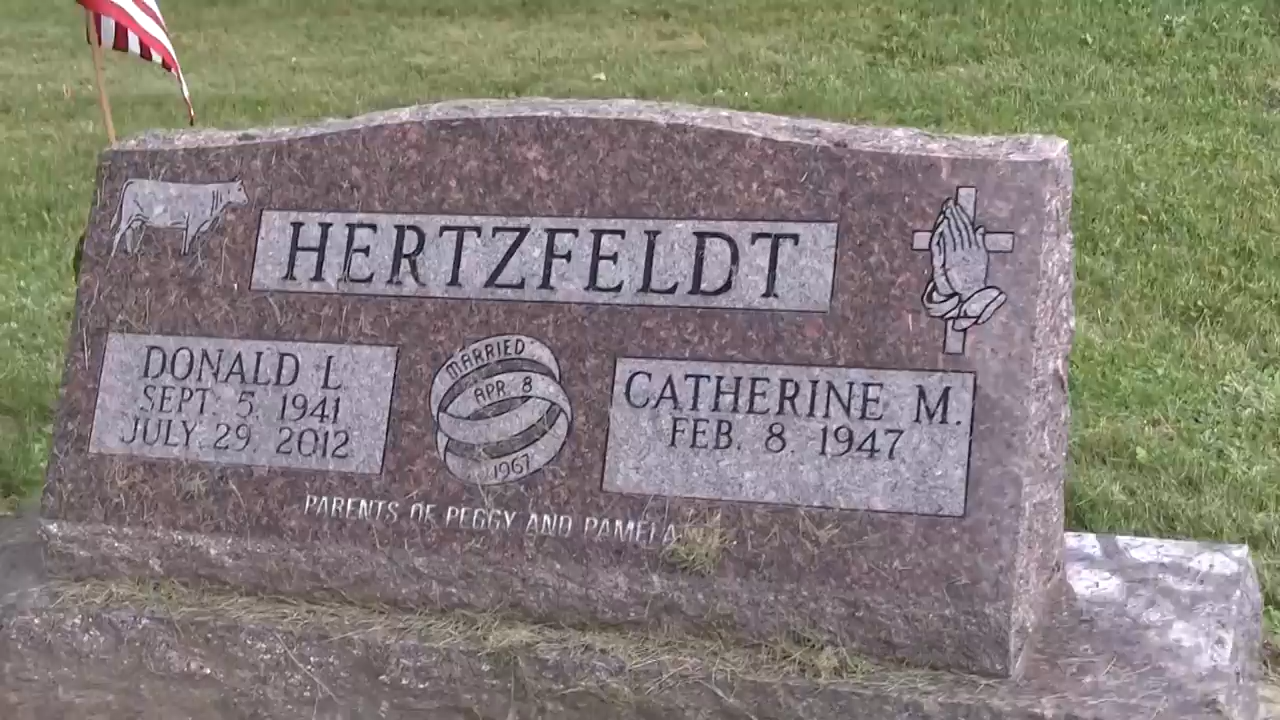 HERTZFELDT
DONALD L
SEPT. 5, 1941
JULY 29, 2012
MARRIED
APR. 8
1967
CATHERINE M.
FEB. 8, 1947
PARENTS OF PEGGY AND PAMELA